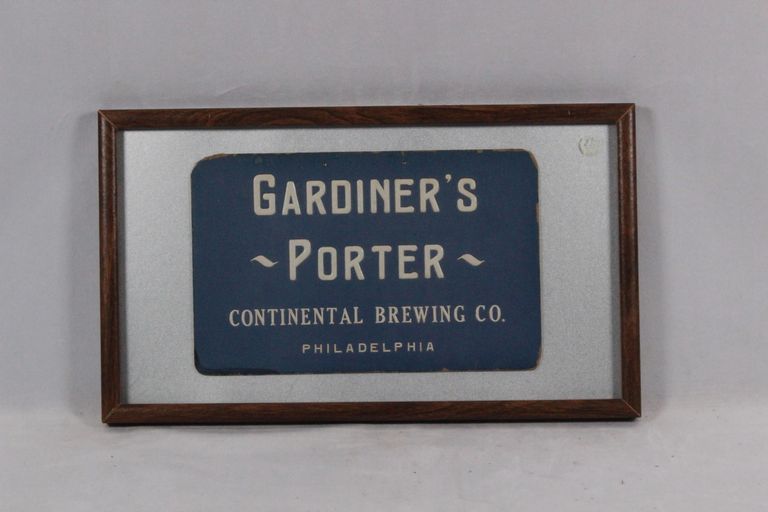 GARDINER'S
~ PORTER ~
CONTINENTAL BREWING CO.
PHILADELPHIA